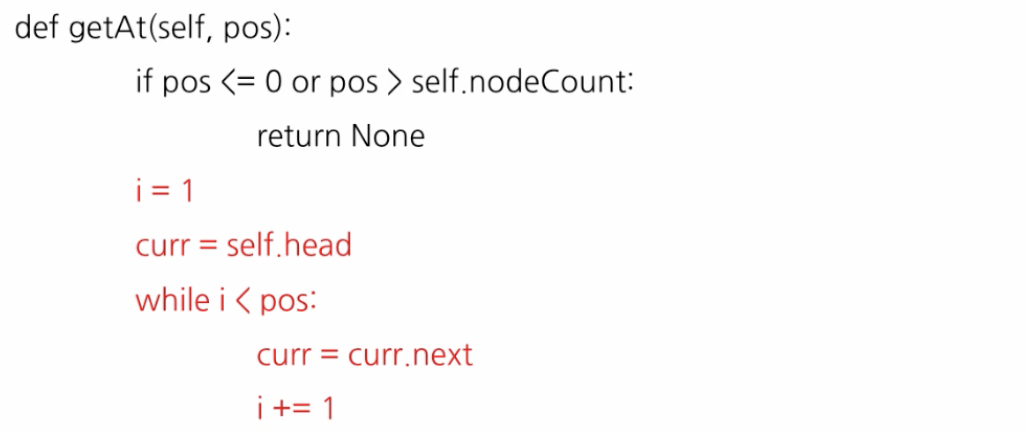 def getAt(self, pos):
if pos <= 0 or pos > self.nodeCount:
return None
i = 1
curr = self.head
while i < pos:
curr = curr.next
i += 1